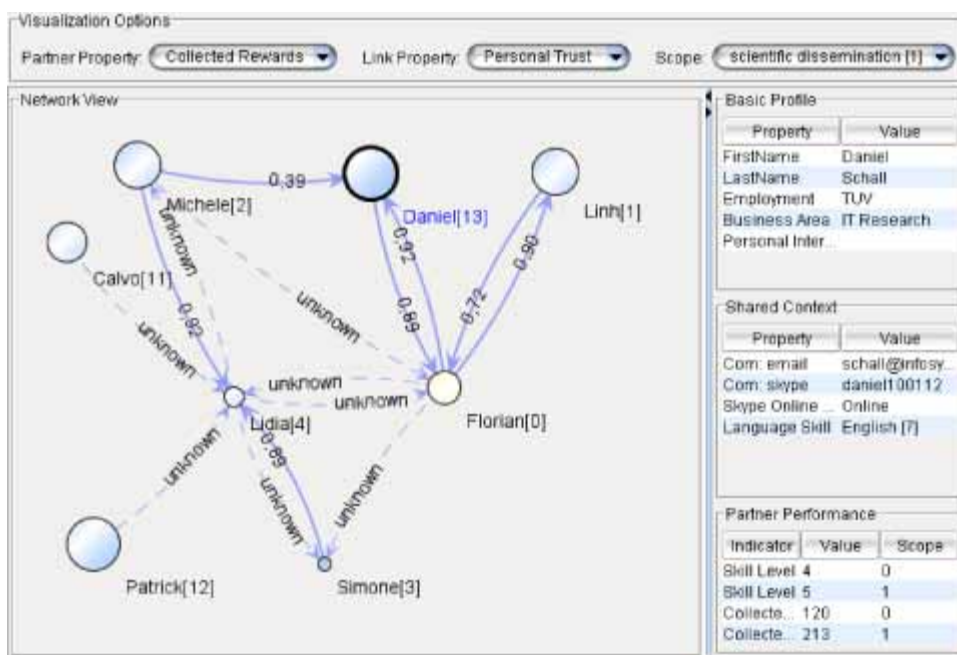 Visualization Options
Partner Property: Collected Rewards Link Property: Personal Trust Scope: scientific dissemination [1]
Network View
Michele[2]
0,39
Daniel[13]
Linh[1]
Calvo[11]
unknown
0,92
0,89
0,72
0,90
unknown
unknown
0,92
unknown
unknown
Lidia[4]
Florian[0]
unknown
unknown
0,89
unknown
Patrick[12]
Simone[3]
Basic Profile
Property Value
FirstName Daniel
LastName Schall
Employment TUV
Business Area IT Research
Personal Inter...
Shared Context
Property Value
Com: email schall@infosy...
Com: skype daniel100112
Skype Online ... Online
Language Skill English [7]
Partner Performance
Indicator Value Scope
Skill Level 4 0
Skill Level 5 1
Collecte... 120 0
Collecte... 213 1